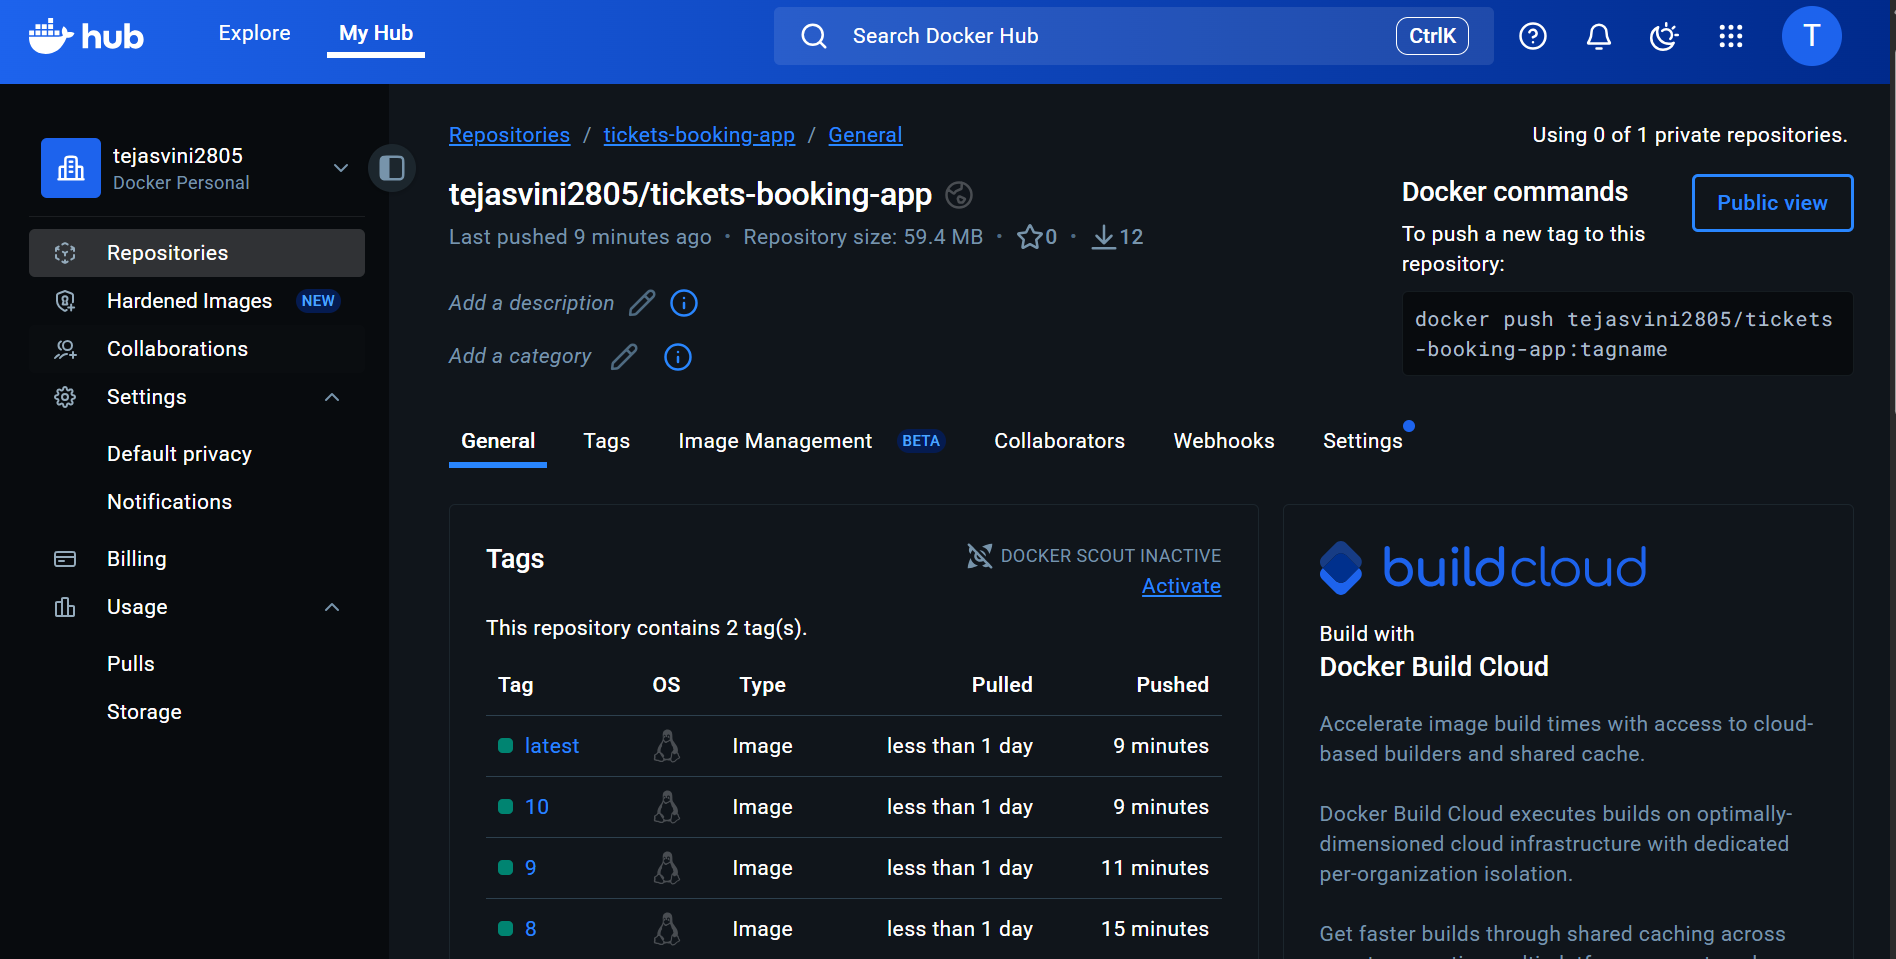 hub
Explore
My Hub
Search Docker Hub
CtrlK
T
tejasvini2805
Docker Personal
Repositories
Hardened Images NEW
Collaborations
Settings
Default privacy
Notifications
Billing
Usage
Pulls
Storage
Repositories / tickets-booking-app / General
Using 0 of 1 private repositories.
tejasvini2805/tickets-booking-app
Last pushed 9 minutes ago · Repository size: 59.4 MB · 0 · 12
Add a description
Add a category
Docker commands
Public view
To push a new tag to this
repository:
docker push tejasvini2805/tickets
-booking-app:tagname
General Tags Image Management BETA Collaborators Webhooks Settings
Tags
DOCKER SCOUT INACTIVE
Activate
This repository contains 2 tag(s).
Tag OS Type Pulled Pushed
latest Image less than 1 day 9 minutes
10 Image less than 1 day 9 minutes
9 Image less than 1 day 11 minutes
8 Image less than 1 day 15 minutes
buildcloud
Build with
Docker Build Cloud
Accelerate image build times with access to cloud-
based builders and shared cache.
Docker Build Cloud executes builds on optimally-
dimensioned cloud infrastructure with dedicated
per-organization isolation.
Get faster builds through shared caching across